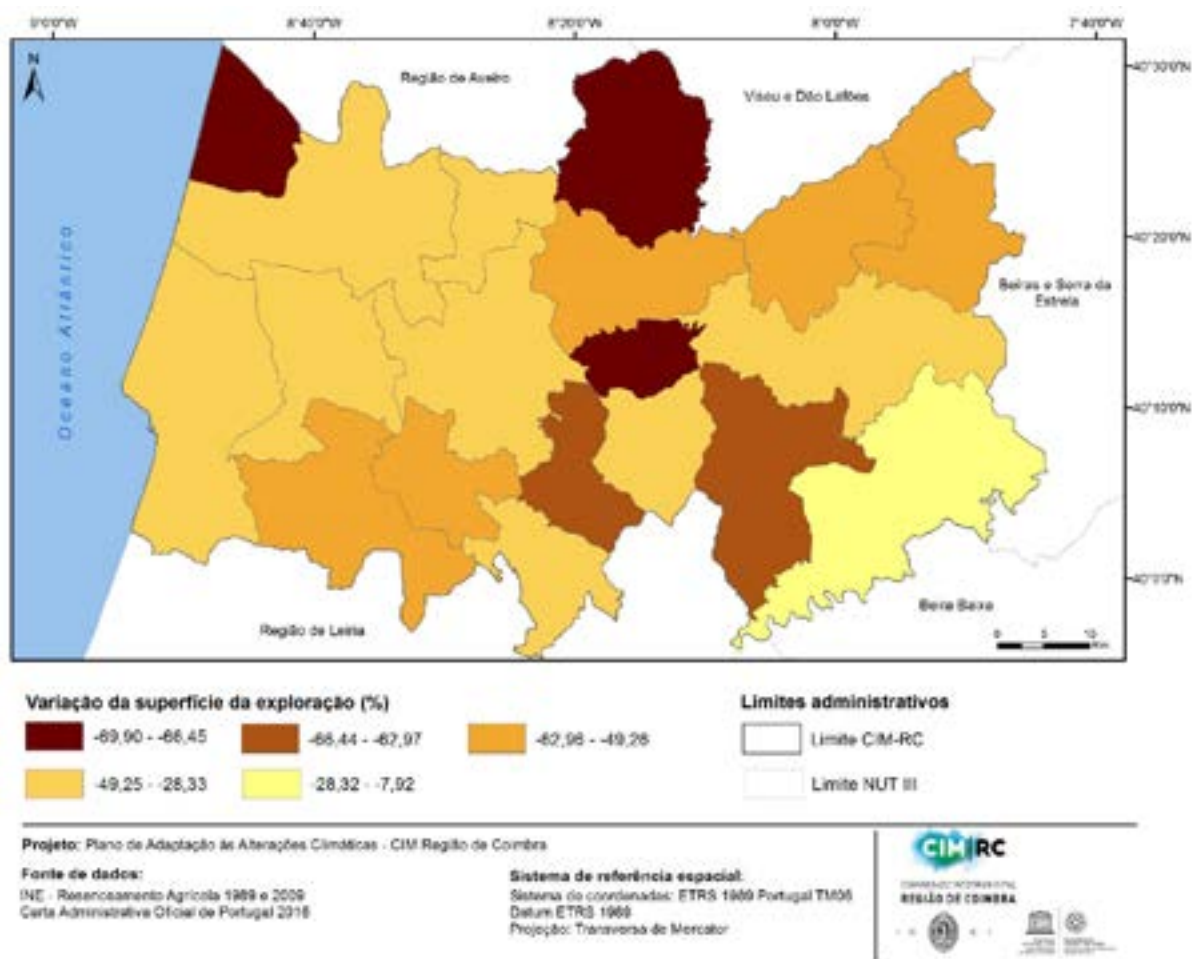 9°0'0"W 8°40'0"W 8°20'0"W 8°0'0"W 7°40'0"W
N
Região de Aveiro
Viseu e Dão Lafões
40°30'0"N
40°20'0"N
Beiras e Serra da
Estrela
Oceano Atlântico
40°10'0"N
40°0'0"N
Beira Baixa
Região de Leiria
0 5 10
Km
Variação da superfície da exploração (%)
-69,90 - -66,45
-66,44 - -62,97
-62,96 - -49,26
-49,25 - -28,33
-28,32 - -7,92
Limites administrativos
Limite CIM-RC
Limite NUT III
Projeto: Plano de Adaptação às Alterações Climáticas - CIM Região de Coimbra
Fonte de dados:
INE - Recenseamento Agrícola 1989 e 2009
Carta Administrativa Oficial de Portugal 2016
Sistema de referência espacial:
Sistema de coordenadas: ETRS 1989 Portugal TM06
Datum ETRS 1989
Projeção: Transversa de Mercator
CIM RC
COMUNIDADE INTERMUNICIPAL
REGIÃO DE COIMBRA